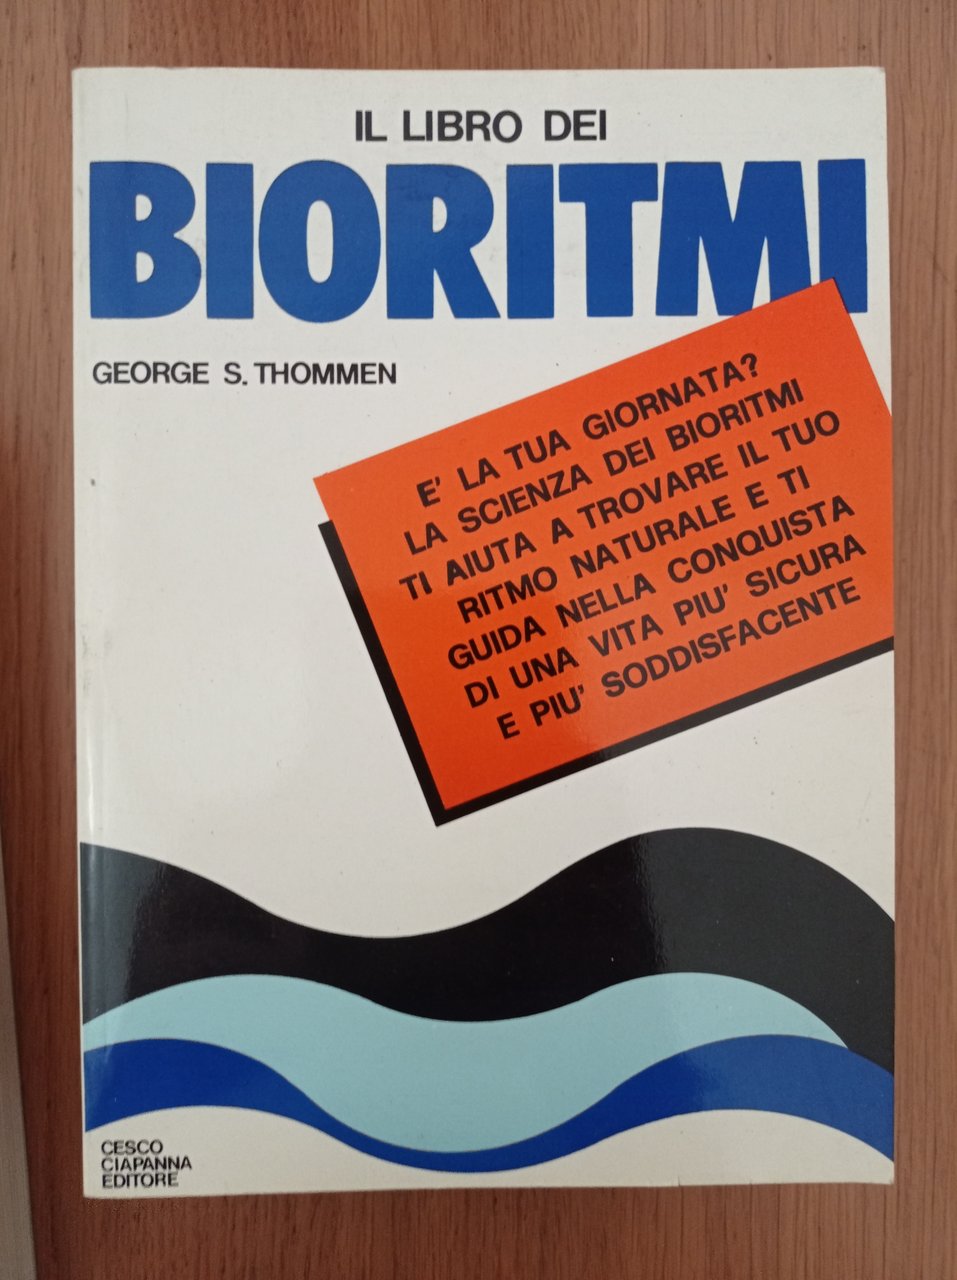 IL LIBRO DEI
BIORITMI
GEORGE S. THOMMEN
E' LA TUA GIORNATA?
LA SCIENZA DEI BIORITMI
TI AIUTA A TROVARE IL TUO
RITMO NATURALE E TI
GUIDA NELLA CONQUISTA
DI UNA VITA PIU' SICURA
E PIU' SODDISFACENTE
CESCO
CIAPANNA
EDITORE